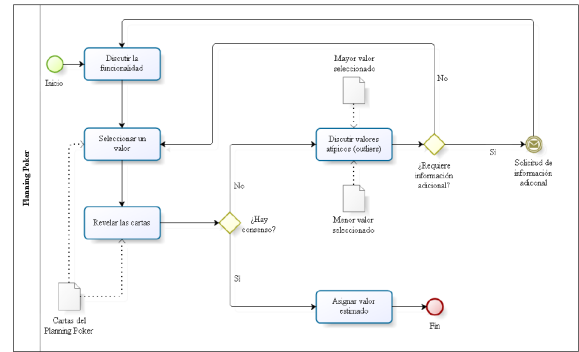 Planning Poker
Inicio
Discutir la
funcionalidad
Seleccionar un
valor
Revelar las cartas
Cartas del
Planning Poker
¿Hay
consenso?
No
Si
Mayor valor
seleccionado
Discutir valores
atípicos (outliers)
Menor valor
seleccionado
¿Requiere
información
adicional?
No
Si
Solicitud de
información
adicional
Asignar valor
estimado
Fin